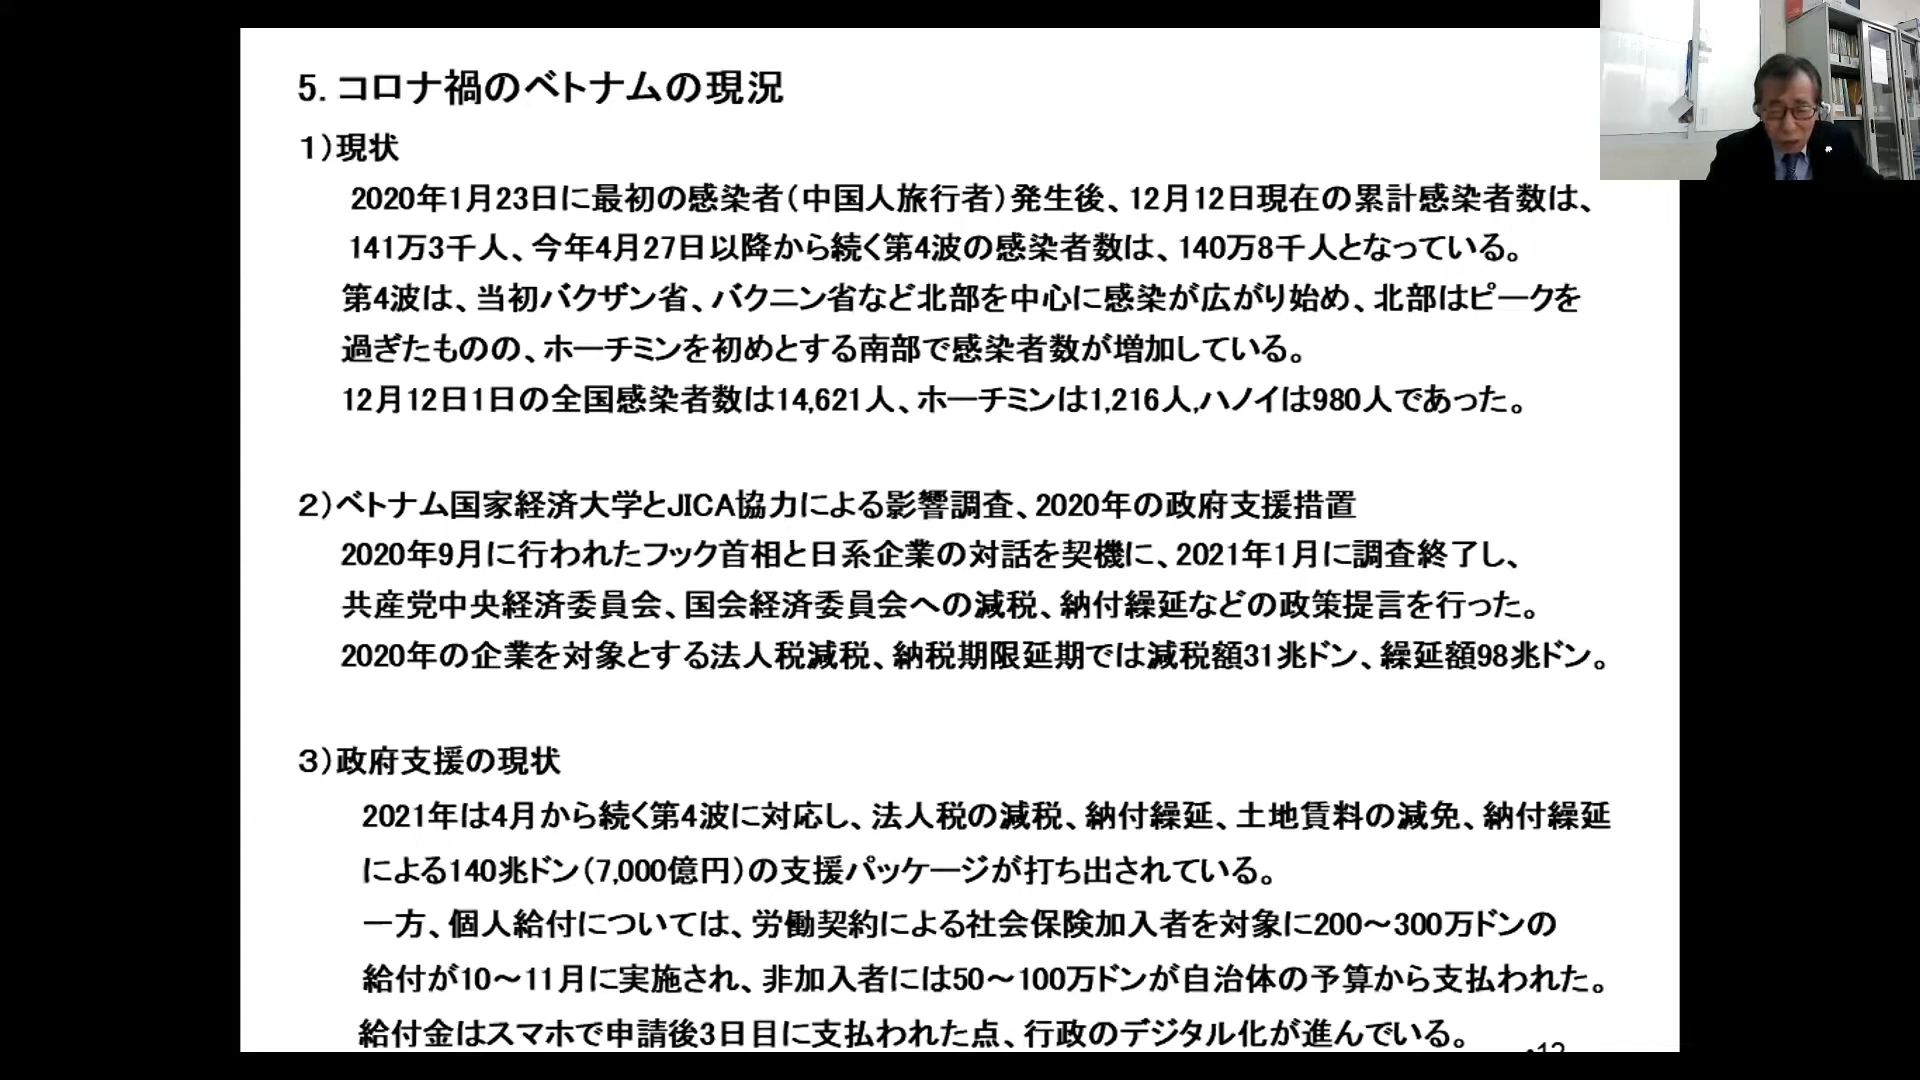 5. コロナ禍のベトナムの現況
1）現状
2020年1月23日に最初の感染者（中国人旅行者）発生後、12月12日現在の累計感染者数は、
141万3千人、今年4月27日以降から続く第4波の感染者数は、140万8千人となっている。
第4波は、当初バクザン省、バクニン省など北部を中心に感染が広がり始め、北部はピークを
過ぎたものの、ホーチミンを初めとする南部で感染者数が増加している。
12月12日1日の全国感染者数は14,621人、ホーチミンは1,216人,ハノイは980人であった。
2）ベトナム国家経済大学とJICA協力による影響調査、2020年の政府支援措置
2020年9月に行われたフック首相と日系企業の対話を契機に、2021年1月に調査終了し、
共産党中央経済委員会、国会経済委員会への減税、納付繰延などの政策提言を行った。
2020年の企業を対象とする法人税減税、納税期限延期では減税額31兆ドン、繰延額98兆ドン。
3）政府支援の現状
2021年は4月から続く第4波に対応し、法人税の減税、納付繰延、土地賃料の減免、納付繰延
による140兆ドン（7,000億円）の支援パッケージが打ち出されている。
一方、個人給付については、労働契約による社会保険加入者を対象に200～300万ドンの
給付が10～11月に実施され、非加入者には50～100万ドンが自治体の予算から支払われた。
給付金はスマホで申請後3日目に支払われた点、行政のデジタル化が進んでいる。